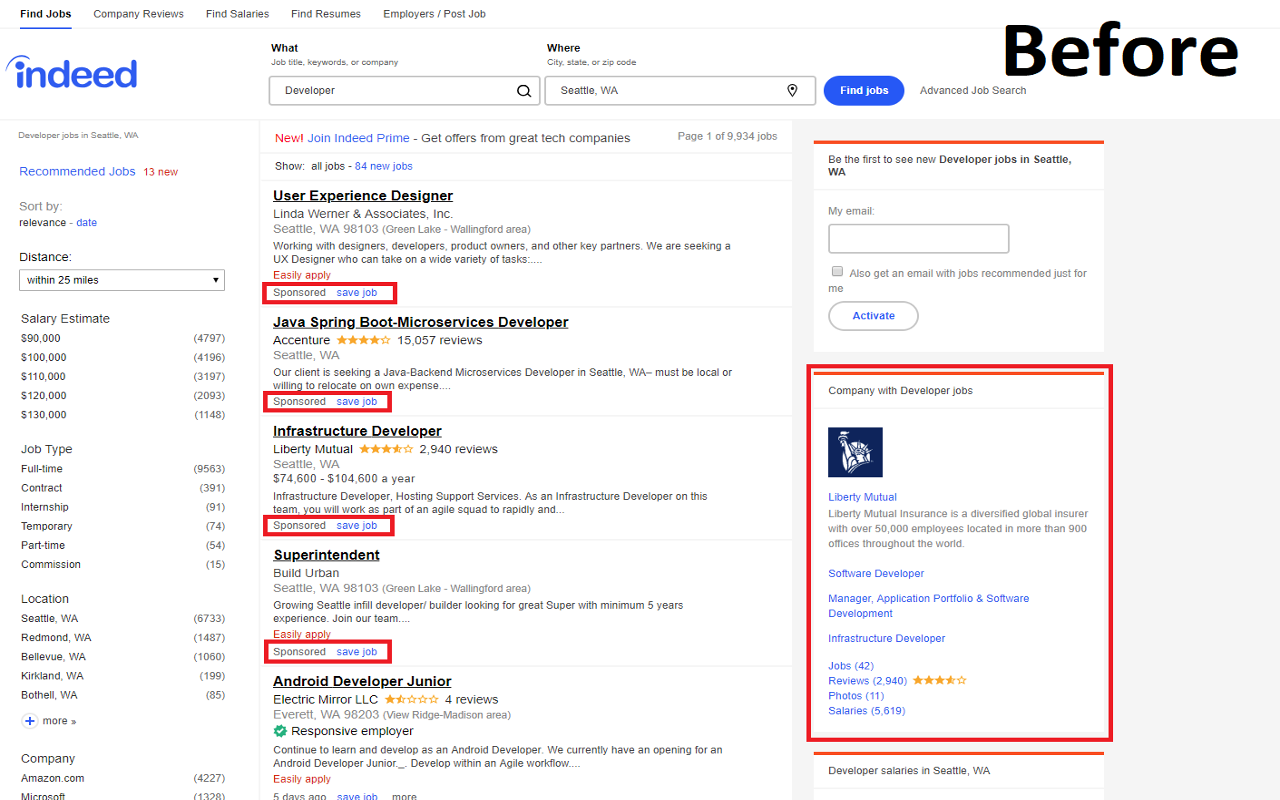 Find Jobs Company Reviews Find Salaries Find Resumes Employers / Post Job
Before
indeed
What
Job title, keywords, or company
Where
City, state, or zip code
Developer
Seattle, WA
Find jobs
Advanced Job Search
Developer jobs in Seattle, WA
Recommended Jobs 13 new
Sort by:
relevance - date
Distance:
within 25 miles
Salary Estimate
$90,000 (4797)
$100,000 (4196)
$110,000 (3197)
$120,000 (2093)
$130,000 (1148)
Job Type
Full-time (9563)
Contract (391)
Internship (91)
Temporary (74)
Part-time (54)
Commission (15)
Location
Seattle, WA (6733)
Redmond, WA (1487)
Bellevue, WA (1060)
Kirkland, WA (199)
Bothell, WA (85)
more »
Company
Amazon.com (4227)
Microsoft (1328)
New! Join Indeed Prime - Get offers from great tech companies
Page 1 of 9,934 jobs
Show: all jobs - 84 new jobs
User Experience Designer
Linda Werner & Associates, Inc.
Seattle, WA 98103 (Green Lake - Wallingford area)
Working with designers, developers, product owners, and other key partners. We are seeking a
UX Designer who can take on a wide variety of tasks:....
Easily apply
Sponsored save job
Java Spring Boot-Microservices Developer
Accenture 15,057 reviews
Seattle, WA
Our client is seeking a Java-Backend Microservices Developer in Seattle, WA– must be local or
willing to relocate on own expense....
Sponsored save job
Infrastructure Developer
Liberty Mutual 2,940 reviews
Seattle, WA
$74,600 - $104,600 a year
Infrastructure Developer, Hosting Support Services. As an Infrastructure Developer on this
team, you will work as part of an agile squad to rapidly and...
Sponsored save job
Superintendent
Build Urban
Seattle, WA 98103 (Green Lake - Wallingford area)
Growing Seattle infill developer/ builder looking for great Super with minimum 5 years
experience. Join our team....
Easily apply
Sponsored save job
Android Developer Junior
Electric Mirror LLC 4 reviews
Everett, WA 98203 (View Ridge-Madison area)
Responsive employer
Continue to learn and develop as an Android Developer. We currently have an opening for an
Android Developer Junior._. Develop within an Agile workflow....
Easily apply
5 days ago save job more
Be the first to see new Developer jobs in Seattle,
WA
My email:
Also get an email with jobs recommended just for
me
Activate
Company with Developer jobs
Liberty Mutual
Liberty Mutual Insurance is a diversified global insurer
with over 50,000 employees located in more than 900
offices throughout the world.
Software Developer
Manager, Application Portfolio & Software
Development
Infrastructure Developer
Jobs (42)
Reviews (2,940)
Photos (11)
Salaries (5,619)
Developer salaries in Seattle, WA